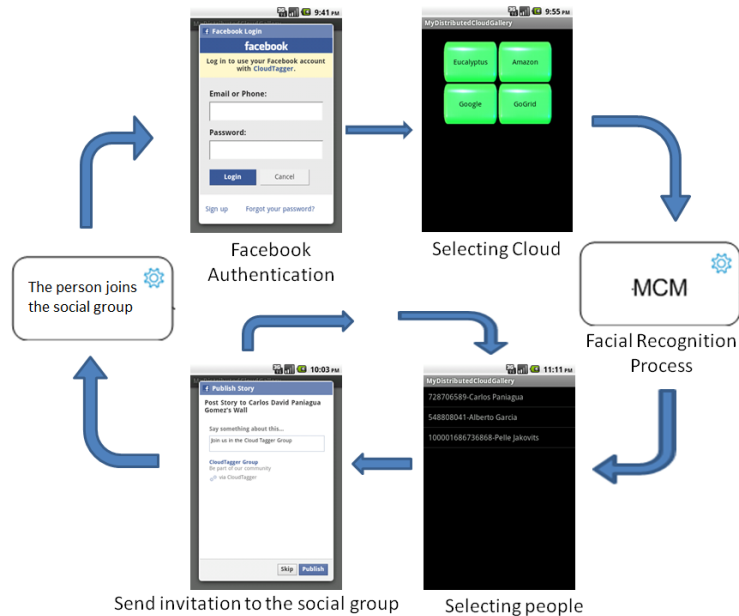 9:41 PM
Facebook Login
facebook
Log in to use your Facebook account
with CloudTagger.
Email or Phone:
Password:
Login
Cancel
Sign up
Forgot your password?
Facebook
Authentication
9:55 PM
MyDistributedCloudGallery
Eucalyptus
Amazon
Google
GoGrid
Selecting Cloud
MCM
Facial Recognition
Process
The person joins
the social group
10:03 PM
Publish Story
Post Story to Carlos David Paniagua
Gomez's Wall
Say something about this...
Join us in the Cloud Tagger Group
CloudTagger Group
Be part of our community
via CloudTagger
Skip
Publish
Send invitation to the social group
11:11 PM
MyDistributedCloudGallery
728706589-Carlos Paniagua
548808041-Alberto Garcia
100001686736868-Pelle Jakovits
Selecting people